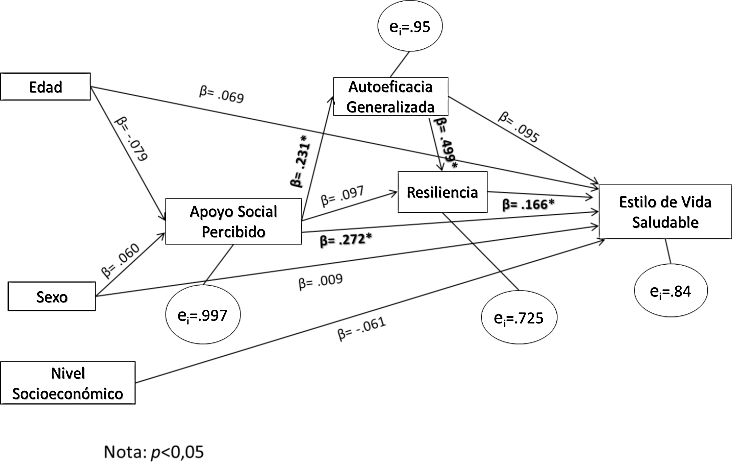 eᵢ=.95
Edad
Autoeficacia
Generalizada
β= .069
β= .095
β= -.079
β= .231*
β= .499*
β= .097
Resiliencia
β= .166*
Estilo de Vida
Saludable
Apoyo Social
Percibido
β= .272*
β= .060
β= .009
Sexo
eᵢ=.997
eᵢ=.725
eᵢ=.84
β= -.061
Nivel
Socioeconómico
Nota: p<0,05